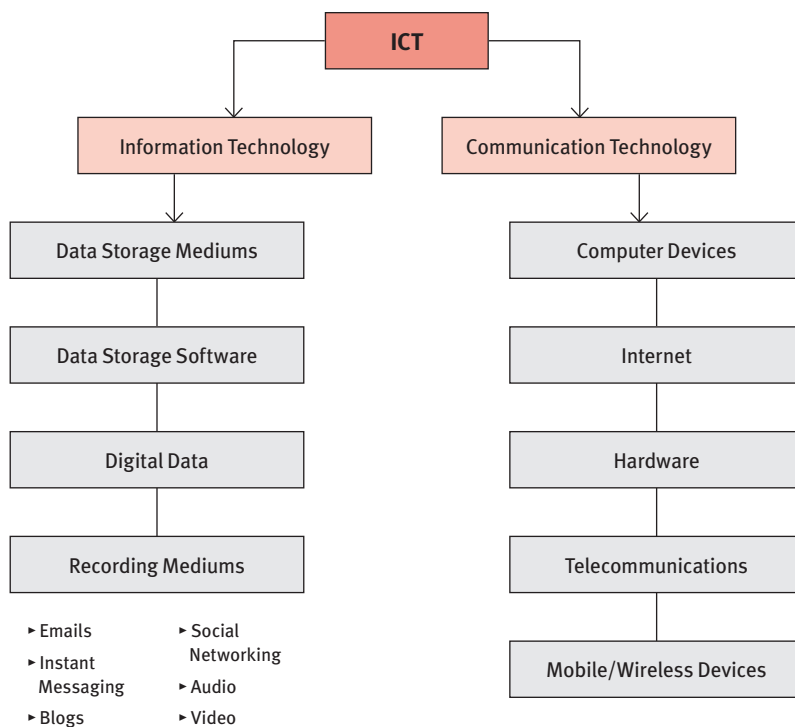 ICT
Information Technology
Communication Technology
Data Storage Mediums
Data Storage Software
Digital Data
Recording Mediums
▸ Emails
▸ Instant
Messaging
▸ Blogs
▸ Social
Networking
▸ Audio
▸ Video
Computer Devices
Internet
Hardware
Telecommunications
Mobile/Wireless Devices